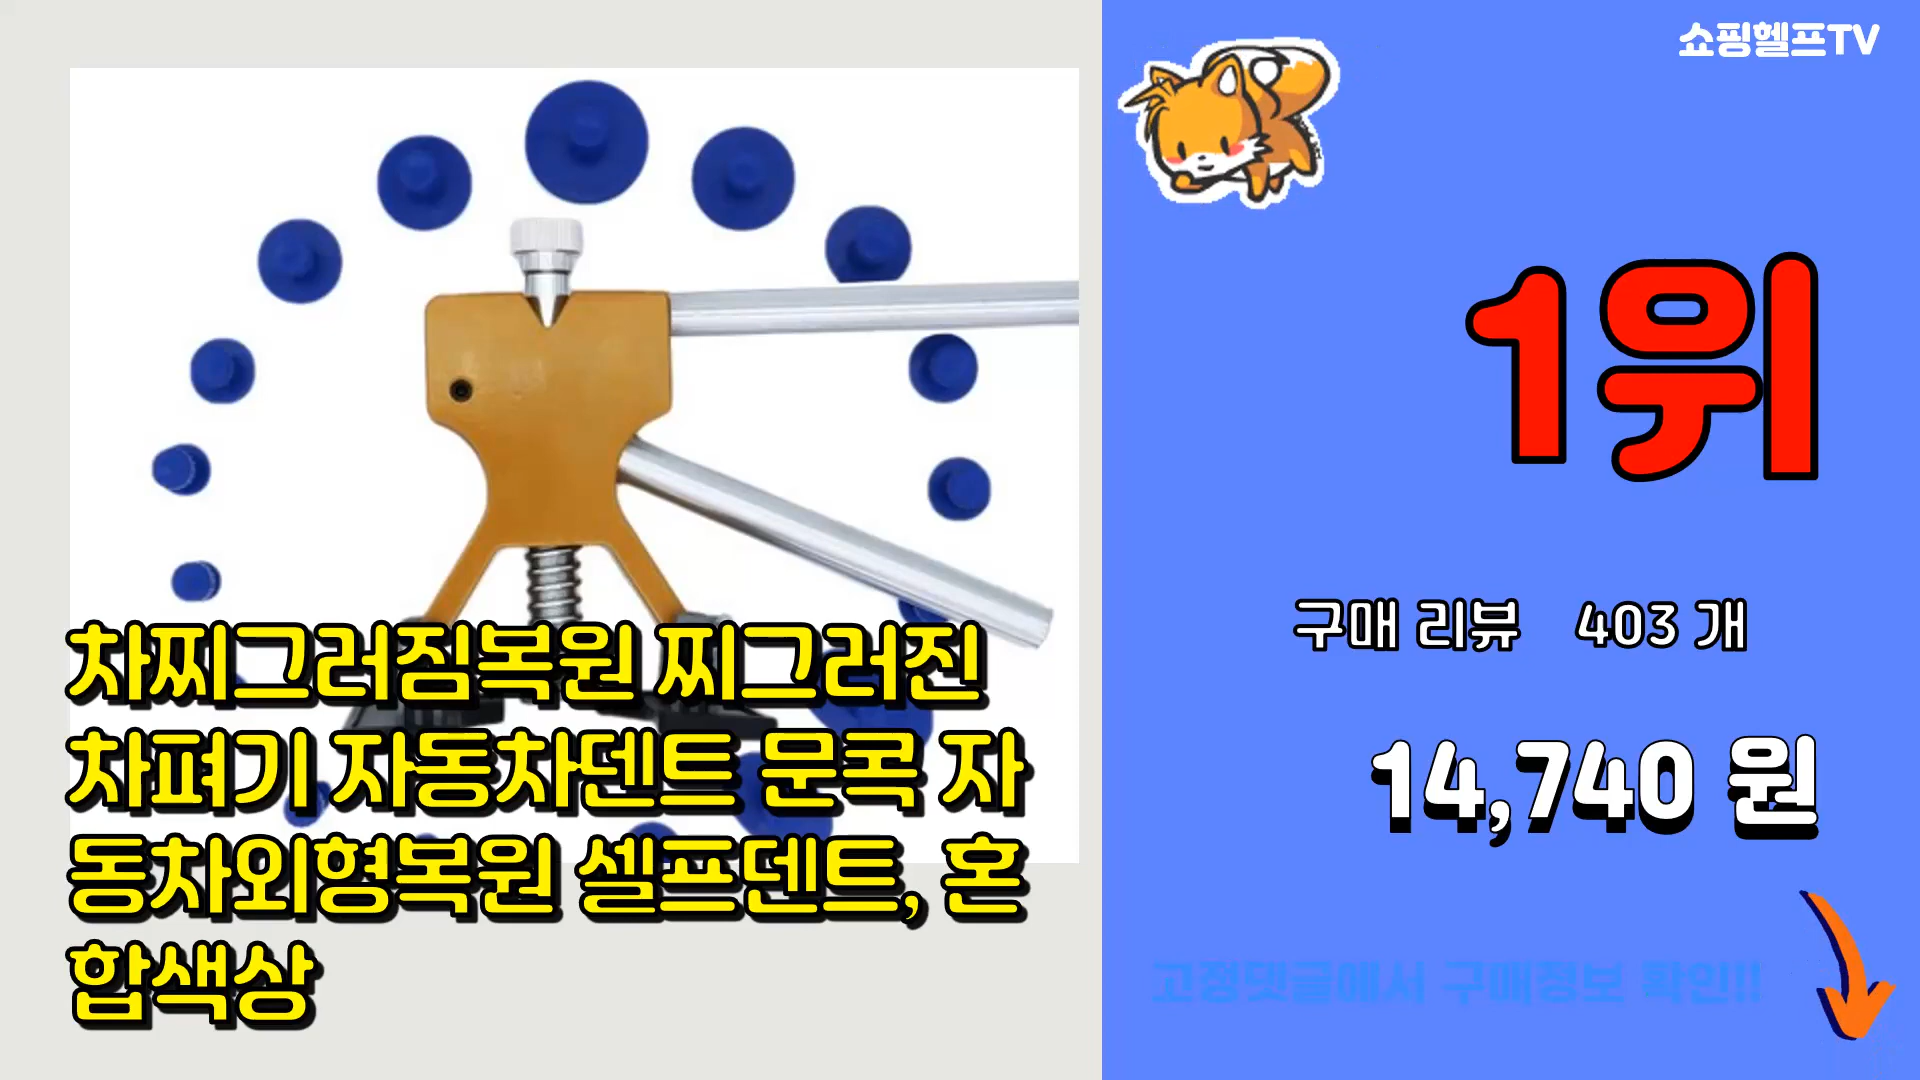 쇼핑헬프TV
1위
구매 리뷰 403 개
14,740 원
차찌그러짐복원 찌그러진
차펴기 자동차덴트 문콕 자
동차외형복원 셀프덴트, 혼
합색상
고정댓글에서 구매정보 확인!!